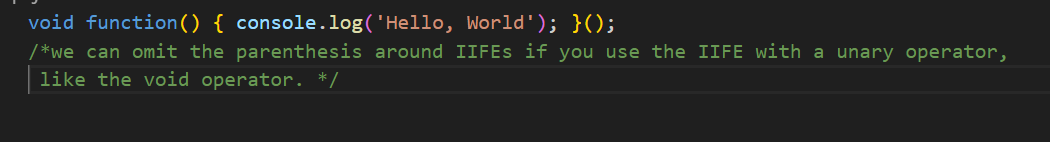 void function() { console.log('Hello, World'); }();
/*we can omit the parenthesis around IIFEs if you use the IIFE with a unary operator,
like the void operator. */